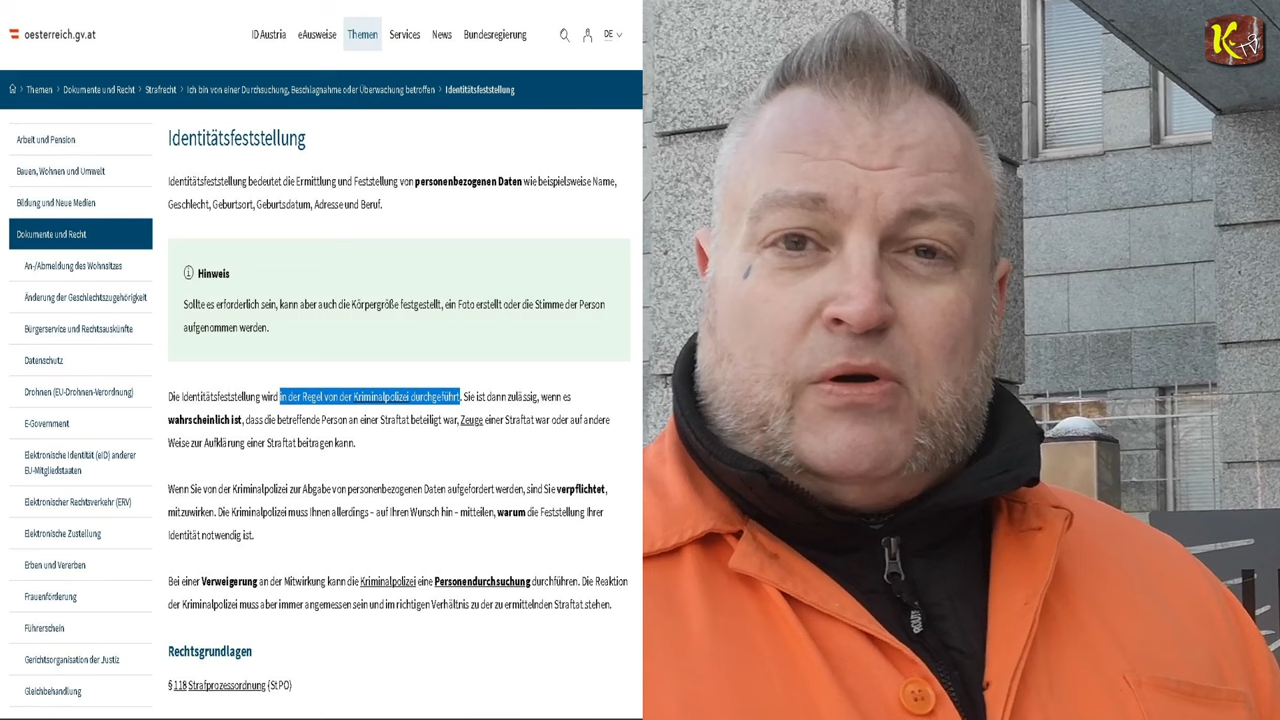 oesterreich.gv.at
ID Austria eAusweise Themen Services News Bundesregierung DE
Themen > Dokumente und Recht > Strafrecht > Ich bin von einer Durchsuchung, Beschlagnahme oder Überwachung betroffen > Identitätsfeststellung
Arbeit und Pension
Bauen, Wohnen und Umwelt
Bildung und Neue Medien
Dokumente und Recht
An-/Abmeldung des Wohnsitzes
Änderung der Geschlechtszugehörigkeit
Bürgerservice und Rechtsauskünfte
Datenschutz
Drohnen (EU-Drohnen-Verordnung)
E-Government
Elektronische Identität (eID) anderer
EU-Mitgliedstaaten
Elektronischer Rechtsverkehr (ERV)
Elektronische Zustellung
Erben und Vererben
Frauenförderung
Führerschein
Gerichtsorganisation der Justiz
Gleichbehandlung
Identitätsfeststellung
Identitätsfeststellung bedeutet die Ermittlung und Feststellung von personenbezogenen Daten wie beispielsweise Name,
Geschlecht, Geburtsort, Geburtsdatum, Adresse und Beruf.
Hinweis
Sollte es erforderlich sein, kann aber auch die Körpergröße festgestellt, ein Foto erstellt oder die Stimme der Person
aufgenommen werden.
Die Identitätsfeststellung wird in der Regel von der Kriminalpolizei durchgeführt. Sie ist dann zulässig, wenn es
wahrscheinlich ist, dass die betreffende Person an einer Straftat beteiligt war, Zeuge einer Straftat war oder auf andere
Weise zur Aufklärung einer Straftat beitragen kann.
Wenn Sie von der Kriminalpolizei zur Abgabe von personenbezogenen Daten aufgefordert werden, sind Sie verpflichtet,
mitzuwirken. Die Kriminalpolizei muss Ihnen allerdings – auf Ihren Wunsch hin – mitteilen, warum die Feststellung Ihrer
Identität notwendig ist.
Bei einer Verweigerung an der Mitwirkung kann die Kriminalpolizei eine Personendurchsuchung durchführen. Die Reaktion
der Kriminalpolizei muss aber immer angemessen sein und im richtigen Verhältnis zu der zu ermittelnden Straftat stehen.
Rechtsgrundlagen
§ 118 Strafprozessordnung (StPO)
K TV